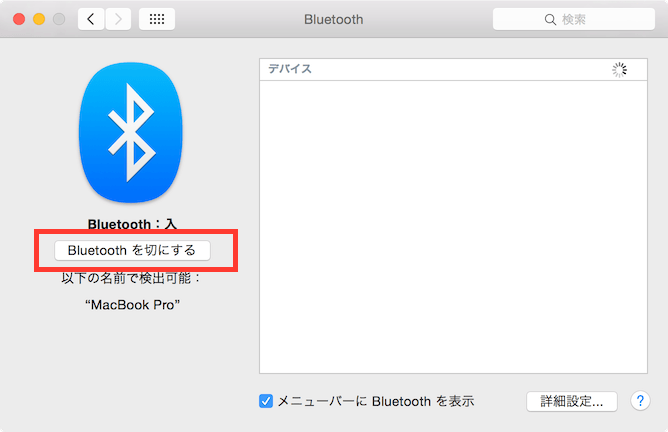 Bluetooth
検索
デバイス
Bluetooth：入
Bluetooth を切にする
以下の名前で検出可能：
“MacBook Pro”
メニューバーに Bluetooth を表示
詳細設定...
?